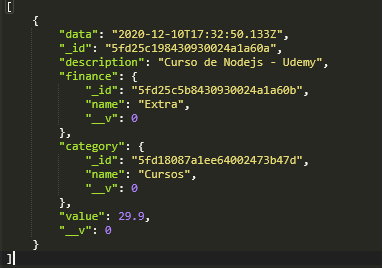 [
    {
        "data": "2020-12-10T17:32:50.133Z",
        "_id": "5fd25c198430930024a1a60a",
        "description": "Curso de Nodejs - Udemy",
        "finance": {
            "_id": "5fd25c5b8430930024a1a60b",
            "name": "Extra",
            "__v": 0
        },
        "category": {
            "_id": "5fd18087a1ee64002473b47d",
            "name": "Cursos",
            "__v": 0
        },
        "value": 29.9,
        "__v": 0
    }
]